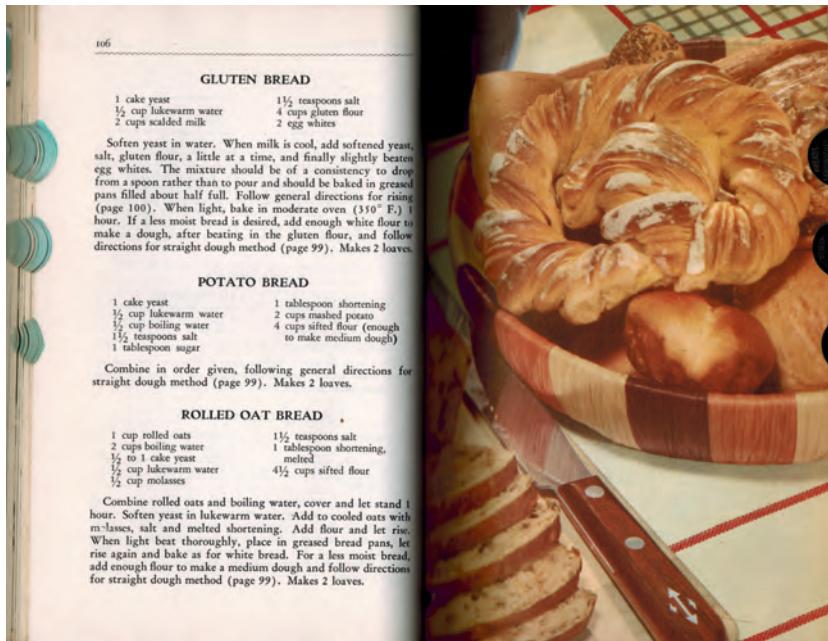 106
GLUTEN BREAD
1 cake yeast
½ cup lukewarm water
2 cups scalded milk
1½ teaspoons salt
4 cups gluten flour
2 egg whites
Soften yeast in water. When milk is cool, add softened yeast,
salt, gluten flour, a little at a time, and finally slightly beaten
egg whites. The mixture should be of a consistency to drop
from a spoon rather than to pour and should be baked in greased
pans filled about half full. Follow general directions for rising
(page 100). When light, bake in moderate oven (350° F.) 1
hour. If a less moist bread is desired, add enough white flour to
make a dough, after beating in the gluten flour, and follow
directions for straight dough method (page 99). Makes 2 loaves.
POTATO BREAD
1 cake yeast
½ cup lukewarm water
½ cup boiling water
1½ teaspoons salt
1 tablespoon sugar
1 tablespoon shortening
2 cups mashed potato
4 cups sifted flour (enough
to make medium dough)
Combine in order given, following general directions for
straight dough method (page 99). Makes 2 loaves.
ROLLED OAT BREAD
1 cup rolled oats
2 cups boiling water
½ to 1 cake yeast
½ cup lukewarm water
½ cup molasses
1½ teaspoons salt
1 tablespoon shortening,
melted
4½ cups sifted flour
Combine rolled oats and boiling water, cover and let stand 1
hour. Soften yeast in lukewarm water. Add to cooled oats with
molasses, salt and melted shortening. Add flour and let rise.
When light beat thoroughly, place in greased bread pans, let
rise again and bake as for white bread. For a less moist bread,
add enough flour to make a medium dough and follow directions
for straight dough method (page 99). Makes 2 loaves.